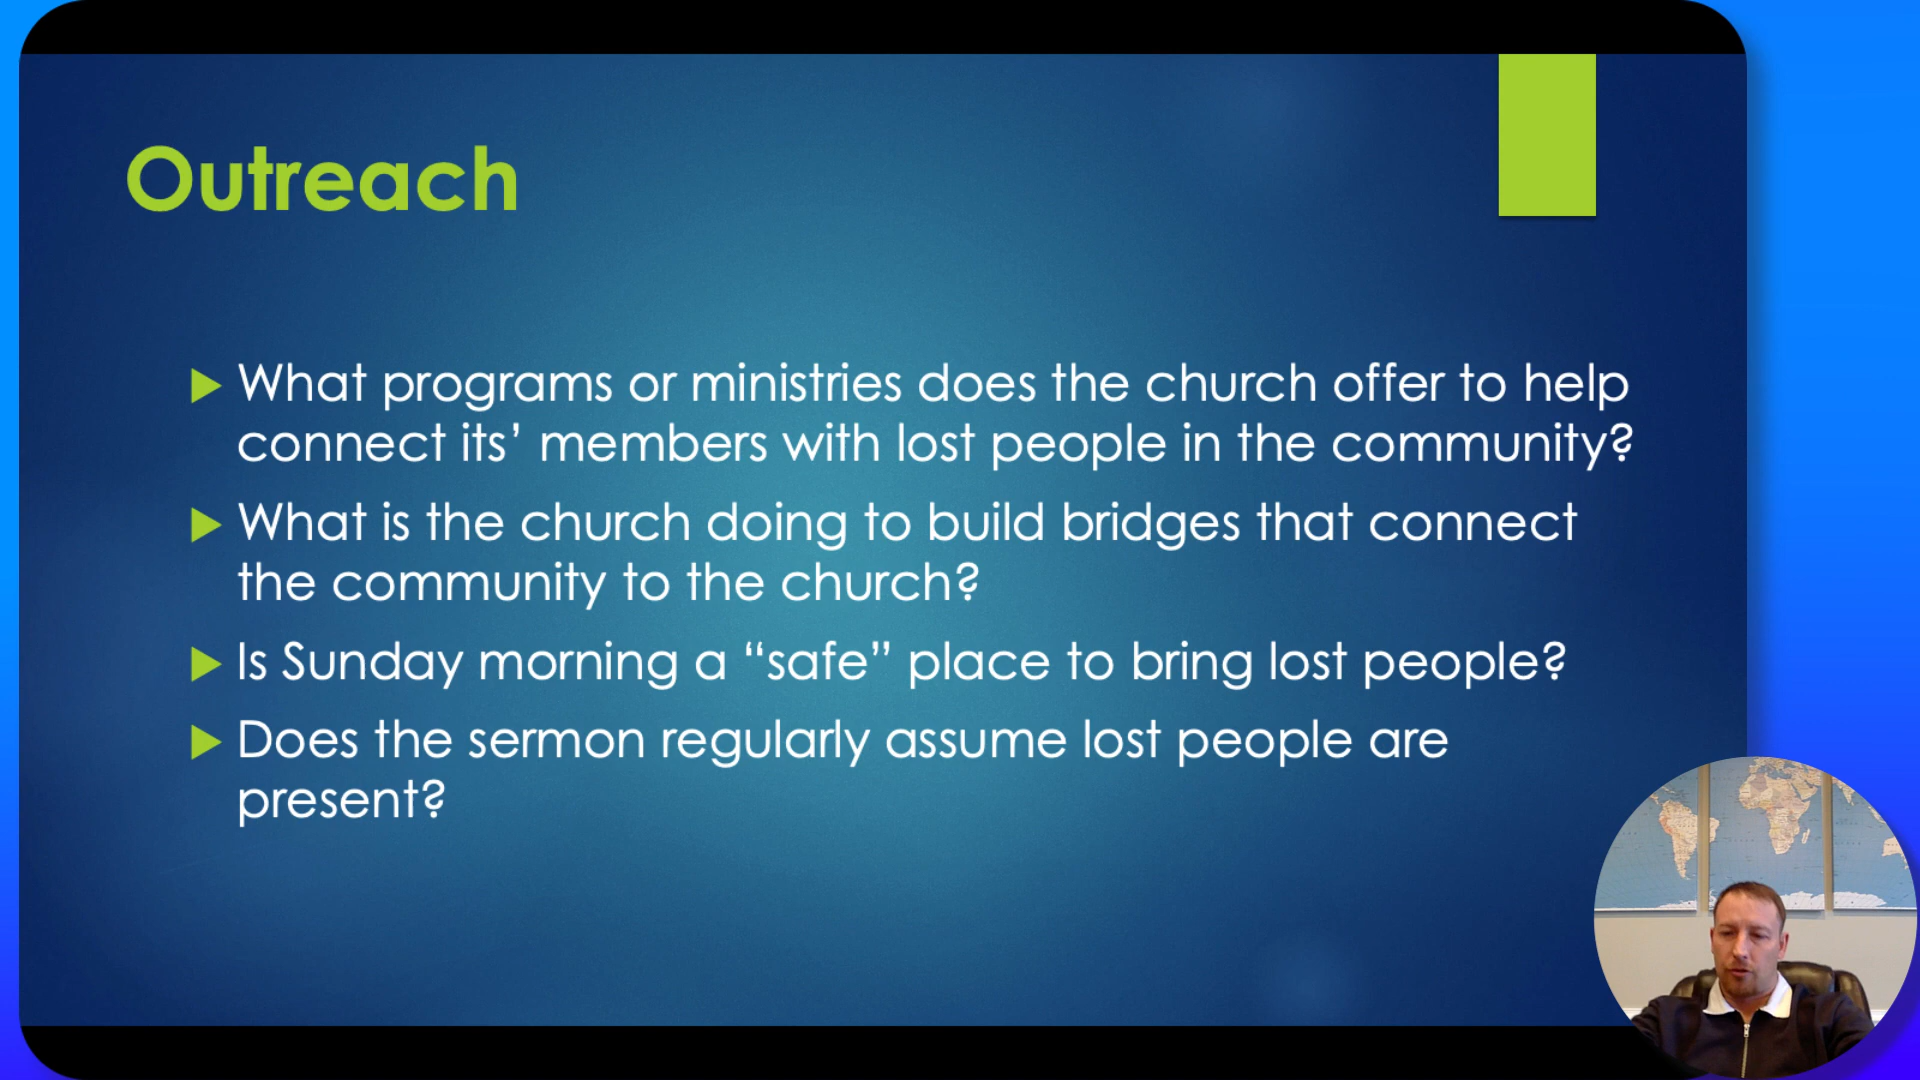 Outreach
What programs or ministries does the church offer to help
connect its’ members with lost people in the community?
What is the church doing to build bridges that connect
the community to the church?
Is Sunday morning a “safe” place to bring lost people?
Does the sermon regularly assume lost people are
present?